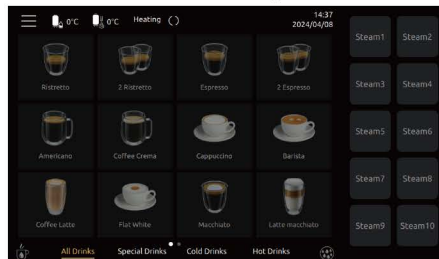 0°C 0°C Heating 14:37
2024/04/08
Steam1 Steam2
Ristretto 2 Ristretto Espresso 2 Espresso
Steam3 Steam4
Steam5 Steam6
Americano Coffee Crema Cappuccino Barista
Steam7 Steam8
Coffee Latte Flat White Macchiato Latte macchiato
Steam9 Steam10
All Drinks Special Drinks Cold Drinks Hot Drinks